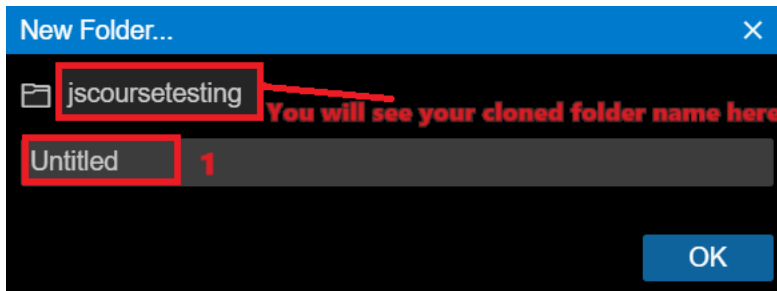 New Folder...
jscoursetesting
You will see your cloned folder name here
Untitled
1
OK